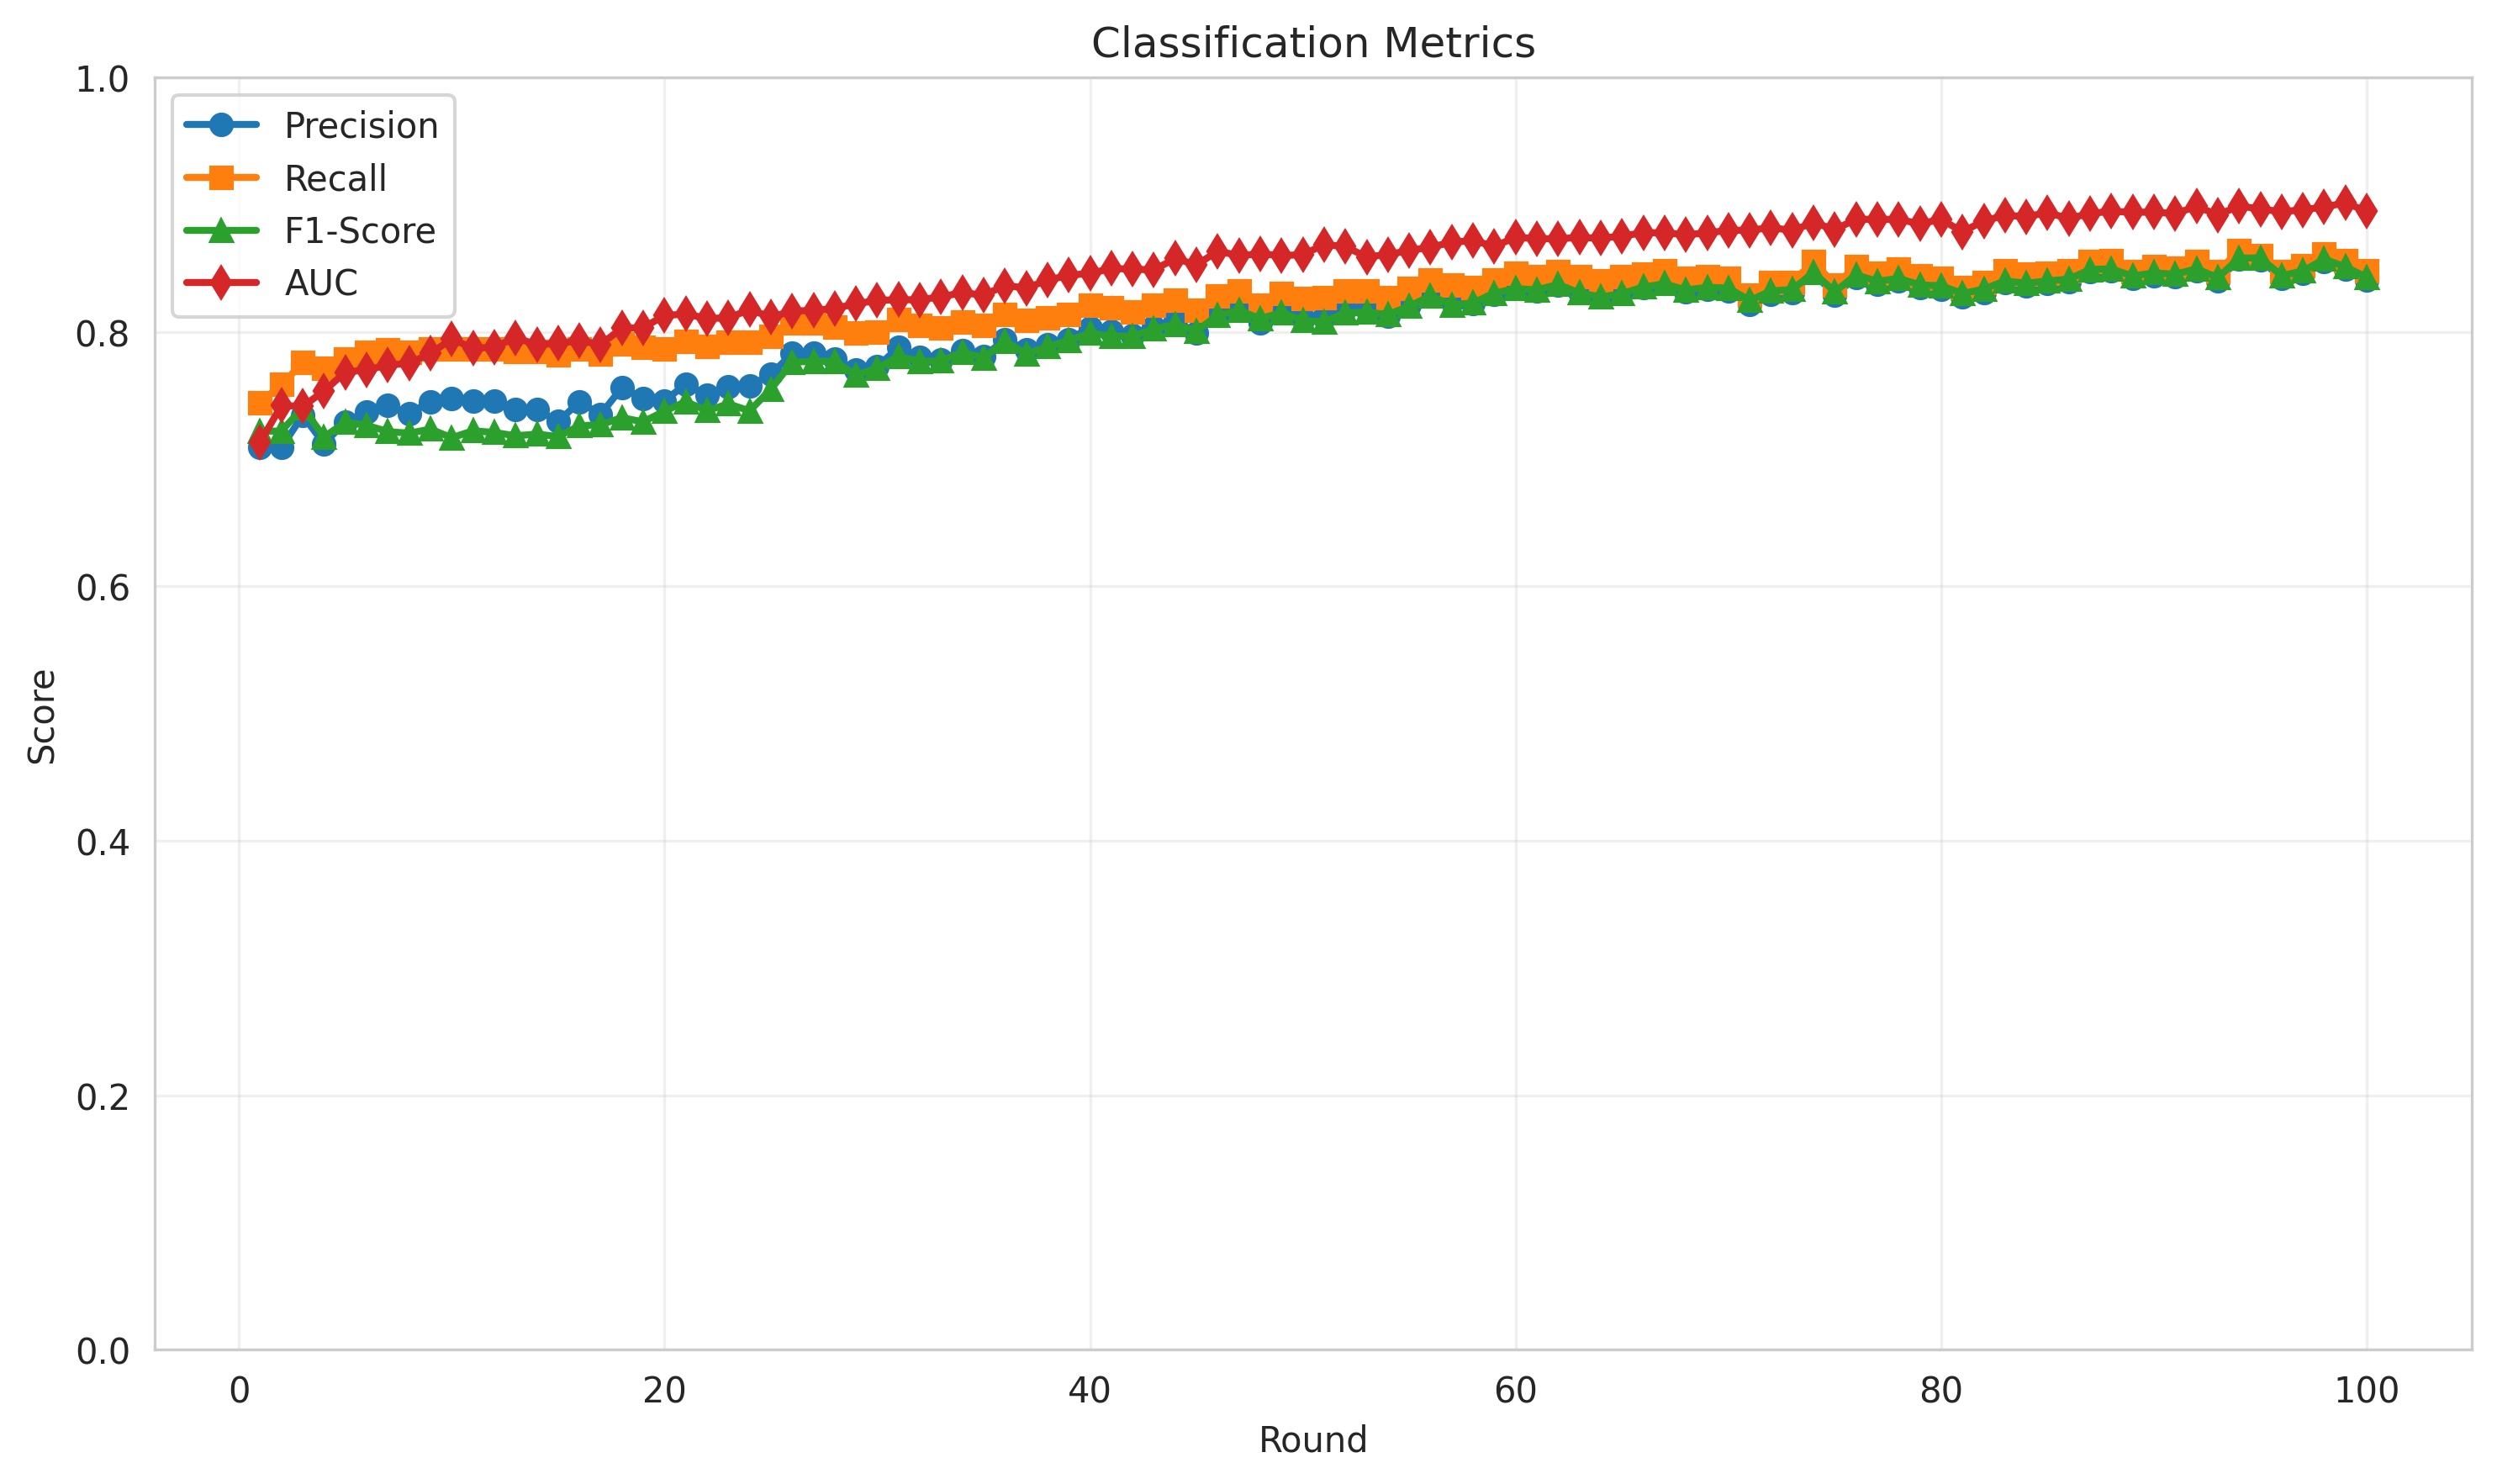 Classification Metrics
1.0
0.8
0.6
0.4
0.2
0.0
Score
Precision
Recall
F1-Score
AUC
0 20 40 60 80 100
Round